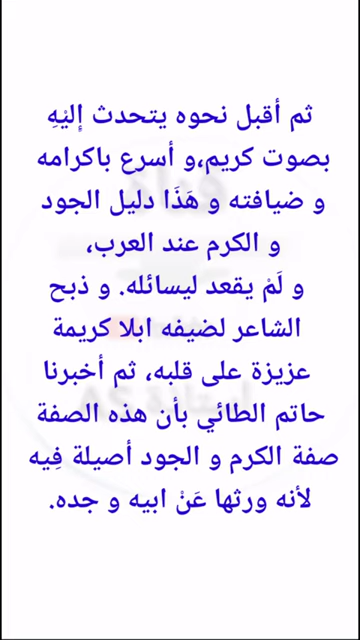 ثم أقبل نحوه يتحدث إِليْهِ
بصوت كريم،و أسرع باكرامه
و ضيافته و هَذَا دليل الجود
و الكرم عند العرب،
و لَمْ يقعد ليسائله. و ذبح
الشاعر لضيفه ابلا كريمة
عزيزة على قلبه، ثم أخبرنا
حاتم الطائي بأن هذه الصفة
صفة الكرم و الجود أصيلة فِيه
لأنه ورثها عَنْ ابيه و جده.